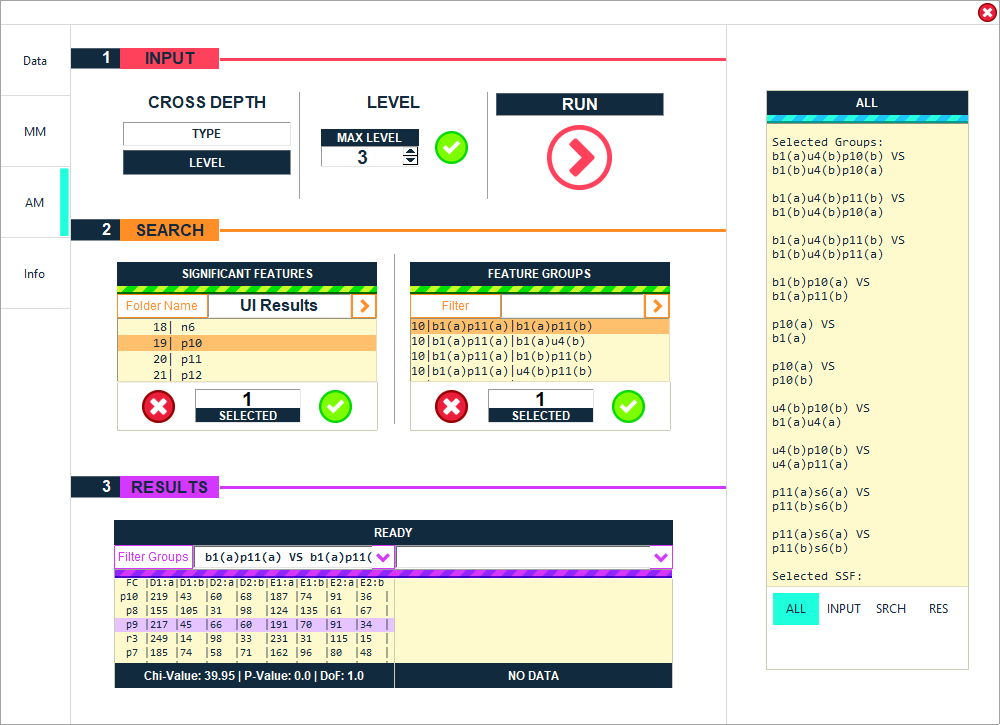 Data
MM
AM
Info
1 INPUT
CROSS DEPTH
TYPE
LEVEL
LEVEL
MAX LEVEL
3
RUN
2 SEARCH
SIGNIFICANT FEATURES
Folder Name UI Results
18| n6
19| p10
20| p11
21| p12
1
SELECTED
FEATURE GROUPS
Filter
10|b1(a)p11(a)|b1(a)p11(b)
10|b1(a)p11(a)|b1(a)u4(b)
10|b1(a)p11(a)|b1(b)p11(b)
10|b1(a)p11(a)|u4(b)p11(b)
1
SELECTED
3 RESULTS
READY
Filter Groups b1(a)p11(a) VS b1(a)p11(
FC |D1:a|D1:b|D2:a|D2:b|E1:a|E1:b|E2:a|E2:b
p10 |219 |43 |60 |68 |187 |74 |91 |36 |
p8 |155 |105 |31 |98 |124 |135 |61 |67 |
p9 |217 |45 |66 |60 |191 |70 |91 |34 |
r3 |249 |14 |98 |33 |231 |31 |115 |15 |
p7 |185 |74 |58 |71 |162 |96 |80 |48 |
Chi-Value: 39.95 | P-Value: 0.0 | DoF: 1.0
NO DATA
ALL
Selected Groups:
b1(a)u4(b)p10(b) VS
b1(b)u4(b)p10(a)
b1(a)u4(b)p11(b) VS
b1(b)u4(b)p10(a)
b1(a)u4(b)p11(b) VS
b1(b)u4(b)p11(a)
b1(b)p10(a) VS
b1(a)p11(b)
p10(a) VS
b1(a)
p10(a) VS
p10(b)
u4(b)p10(b) VS
b1(a)u4(a)
u4(b)p10(b) VS
u4(a)p11(a)
p11(a)s6(a) VS
p11(b)s6(b)
p11(a)s6(a) VS
p11(b)s6(b)
Selected SSF:
ALL INPUT SRCH RES